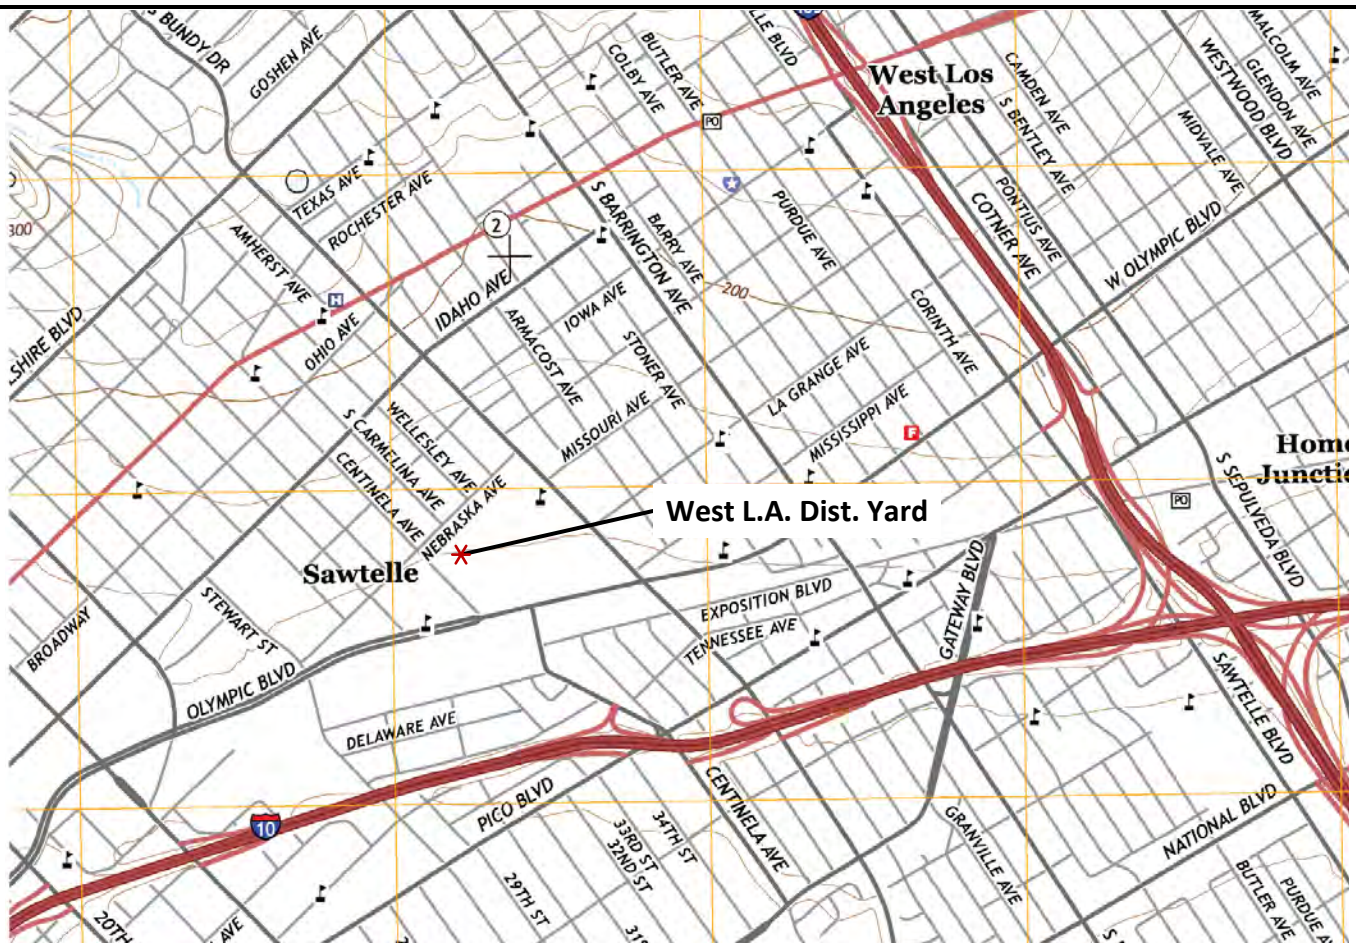 S BUNDY DR
GOSHEN AVE
COLBY AVE
BUTLER AVE
LLE BLVD
West Los
Angeles
CAMDEN AVE
S BENTLEY AVE
WESTWOOD BLVD
MALCOLM AVE
GLENDON AVE
MIDVALE AVE
PO
TEXAS AVE
ROCHESTER AVE
AMHERST AVE
2
S BARRINGTON AVE
BARRY AVE
PURDUE AVE
PONTIUS AVE
COTNER AVE
W OLYMPIC BLVD
300
LSHIRE BLVD
H
OHIO AVE
IDAHO AVE
ARMACOST AVE
IOWA AVE
STONER AVE
200
CORINTH AVE
LA GRANGE AVE
MISSISSIPPI AVE
MISSOURI AVE
F
WELLESLEY AVE
S CARMELINA AVE
CENTINELA AVE
NEBRASKA AVE
Home
Junctio
S SEPULVEDA BLVD
PO
West L.A. Dist. Yard
Sawtelle
STEWART ST
BROADWAY
OLYMPIC BLVD
EXPOSITION BLVD
TENNESSEE AVE
GATEWAY BLVD
SAWTELLE BLVD
DELAWARE AVE
PICO BLVD
CENTINELA AVE
10
34TH ST
33RD ST
32ND ST
29TH ST
31S
GRANVILLE AVE
NATIONAL BLVD
BUTLER AVE
PURDUE A
20TH
AVE
S